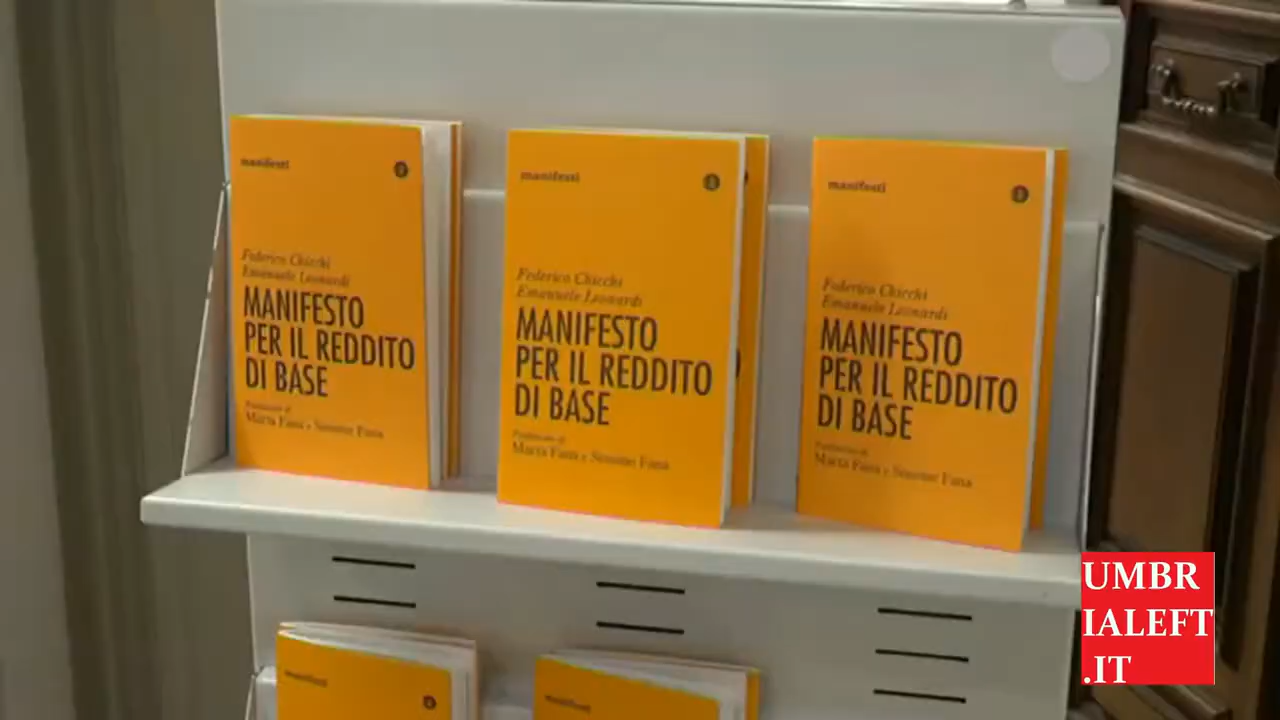 manifesti
Federico Chicchi
Emanuele Leonardi
MANIFESTO
PER IL REDDITO
DI BASE
Marta Fana e Simone Fana
manifesti
Federico Chicchi
Emanuele Leonardi
MANIFESTO
PER IL REDDITO
DI BASE
Marta Fana e Simone Fana
manifesti
Federico Chicchi
Emanuele Leonardi
MANIFESTO
PER IL REDDITO
DI BASE
Marta Fana e Simone Fana
manifesti
manifesti
UMBR
IALEFT
.IT